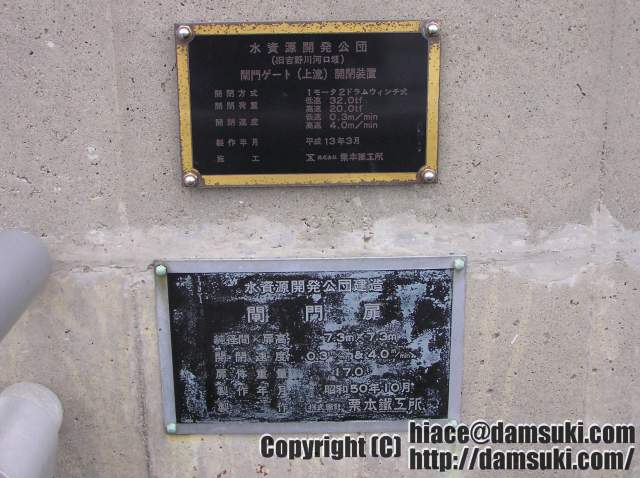 水資源開発公団
(旧吉野川河口堰)
閘門ゲート(上流)開閉装置
開閉方式 1モータ2ドラムウィンチ式
開閉荷重 低速 32.0tf
高速 20.0tf
開閉速度 低速 0.3m/min
高速 4.0m/min
製作年月 平成13年3月
施工 株式会社 栗本鐵工所
水資源開発公団建造
閘門扉
純径間×扉高 7.3m×7.3m
開閉速度 0.3 & 4.0m/min
扉体重量 17.0
製作年月 昭和50年10月
製作 株式會社 栗本鐵工所
Copyright (C) hiace@damsuki.com
http://damsuki.com/